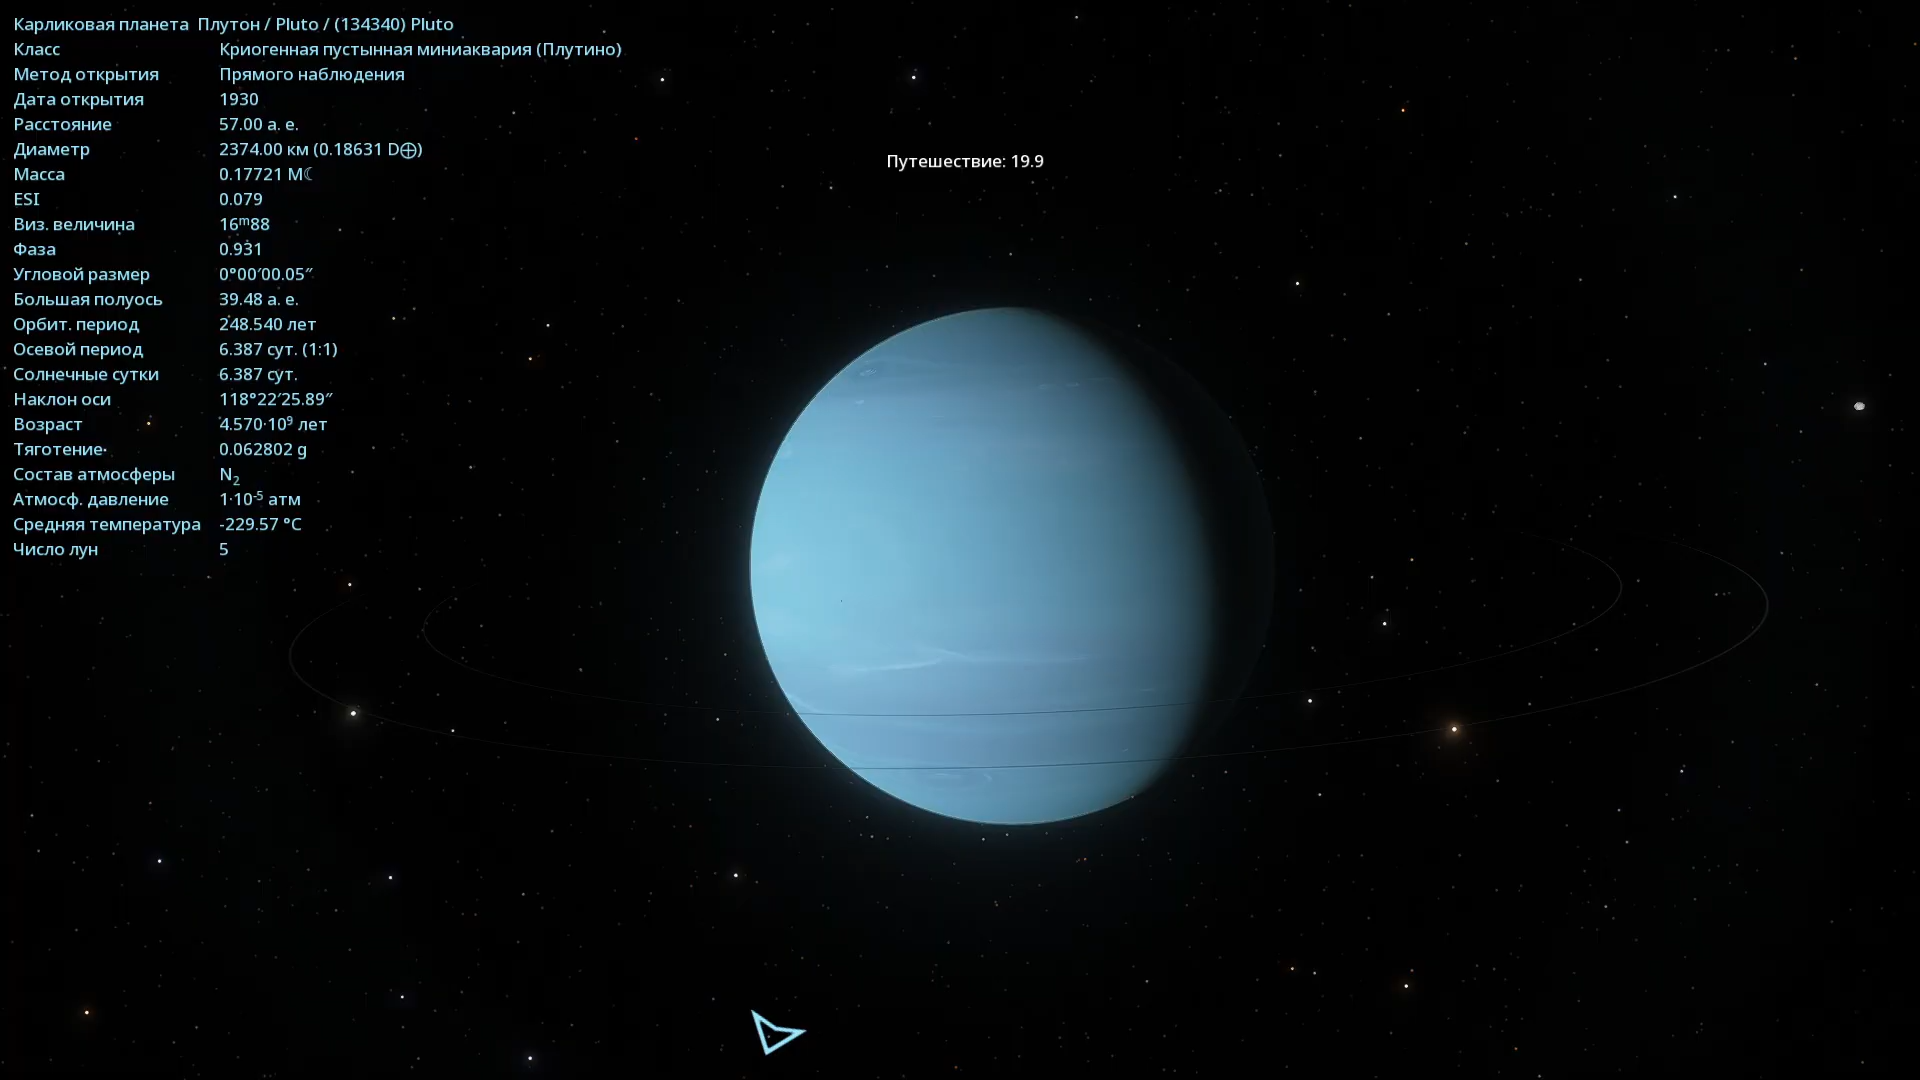 Карликовая планета Плутон / Pluto / (134340) Pluto
Класс Криогенная пустынная миниаквария (Плутино)
Метод открытия Прямого наблюдения
Дата открытия 1930
Расстояние 57.00 а. е.
Диаметр 2374.00 км (0.18631 D⊕)
Масса 0.17721 M☾
ESI 0.079
Виз. величина 16ᵐ88
Фаза 0.931
Угловой размер 0°00′00.05″
Большая полуось 39.48 а. е.
Орбит. период 248.540 лет
Осевой период 6.387 сут. (1:1)
Солнечные сутки 6.387 сут.
Наклон оси 118°22′25.89″
Возраст 4.570·10⁹ лет
Тяготение 0.062802 g
Состав атмосферы N₂
Атмосф. давление 1·10⁻⁵ атм
Средняя температура -229.57 °C
Число лун 5
Путешествие: 19.9